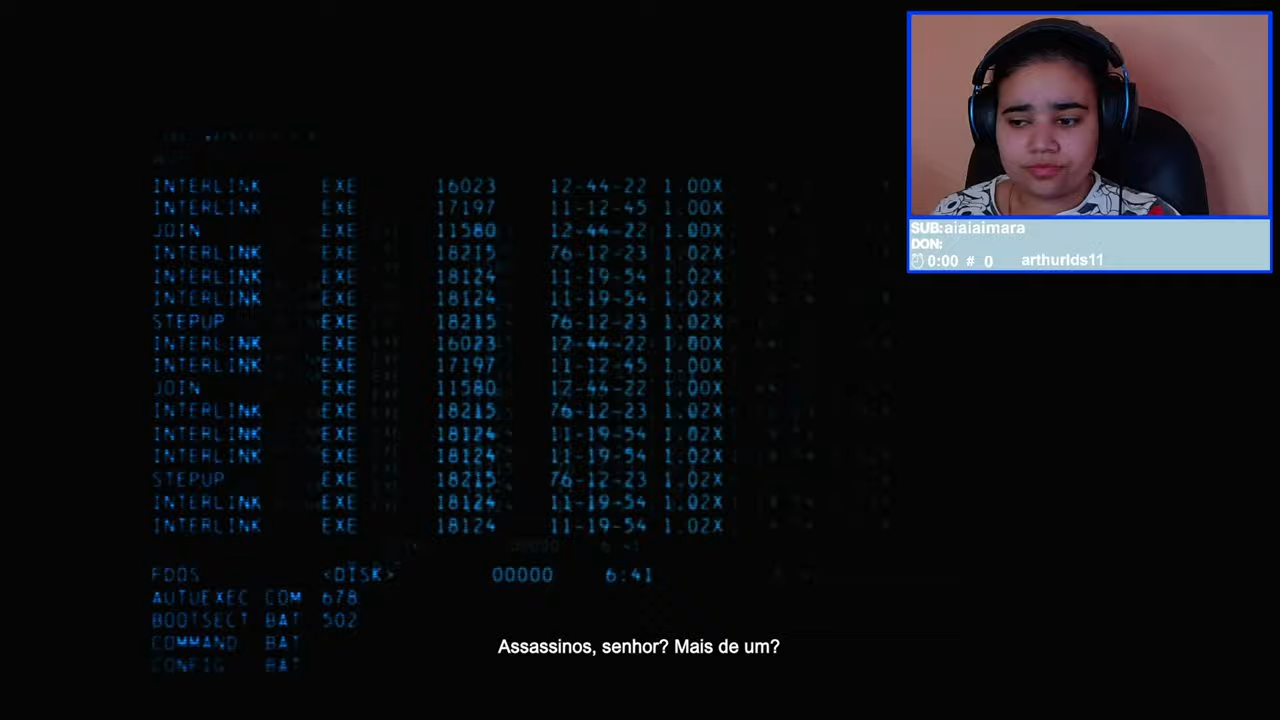 INTERLINK EXE 16023 12-44-22 1.00X
INTERLINK EXE 17197 11-12-45 1.00X
JOIN EXE 11580 12-44-22 1.00X
INTERLINK EXE 18215 76-12-23 1.02X
INTERLINK EXE 18124 11-19-54 1.02X
INTERLINK EXE 18124 11-19-54 1.02X
STEPUP EXE 18215 76-12-23 1.02X
INTERLINK EXE 16023 12-44-22 1.00X
INTERLINK EXE 17197 11-12-45 1.00X
JOIN EXE 11580 12-44-22 1.00X
INTERLINK EXE 18215 76-12-23 1.02X
INTERLINK EXE 18124 11-19-54 1.02X
INTERLINK EXE 18124 11-19-54 1.02X
STEPUP EXE 18215 76-12-23 1.02X
INTERLINK EXE 18124 11-19-54 1.02X
INTERLINK EXE 18124 11-19-54 1.02X
<DISK> 00000 6:41
AUTUEXEC COM 678
BOOTSECT BAT 502
COMMAND BAT
CONFIG BAT
Assassinos, senhor? Mais de um?
SUB:aiaiaimara
DON:
0:00 # 0 arthurlds11